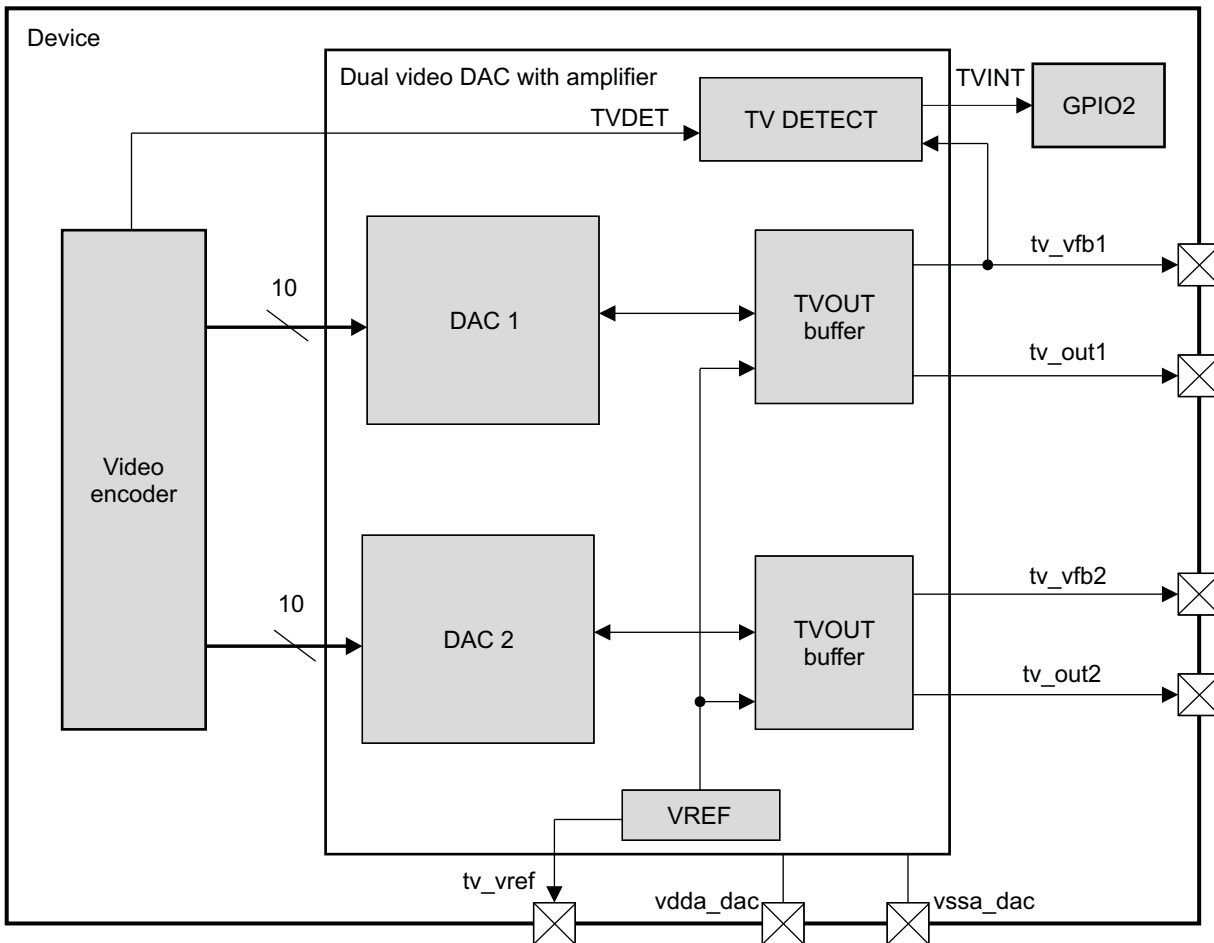 Device
Dual video DAC with amplifier
TVINT
TVDET
TV DETECT
GPIO2
tv_vfb1
10
DAC 1
TVOUT
buffer
tv_out1
Video
encoder
10
DAC 2
TVOUT
buffer
tv_vfb2
tv_out2
VREF
tv_vref
vdda_dac
vssa_dac